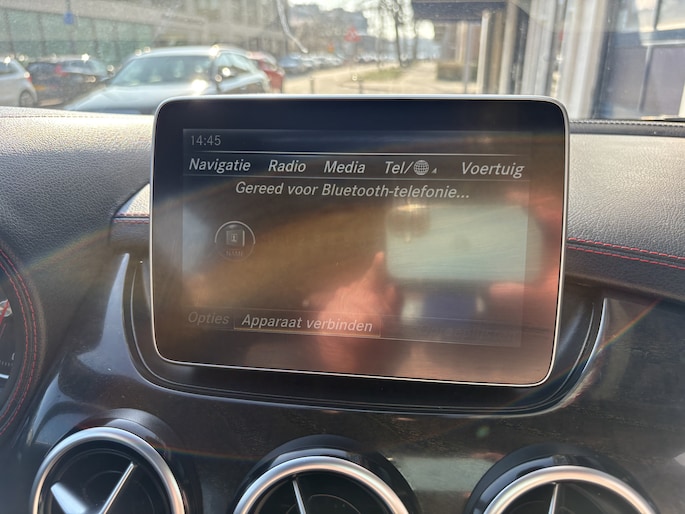 14:45
Navigatie Radio Media Tel/ Voertuig
Gereed voor Bluetooth-telefonie...
Opties Apparaat verbinden